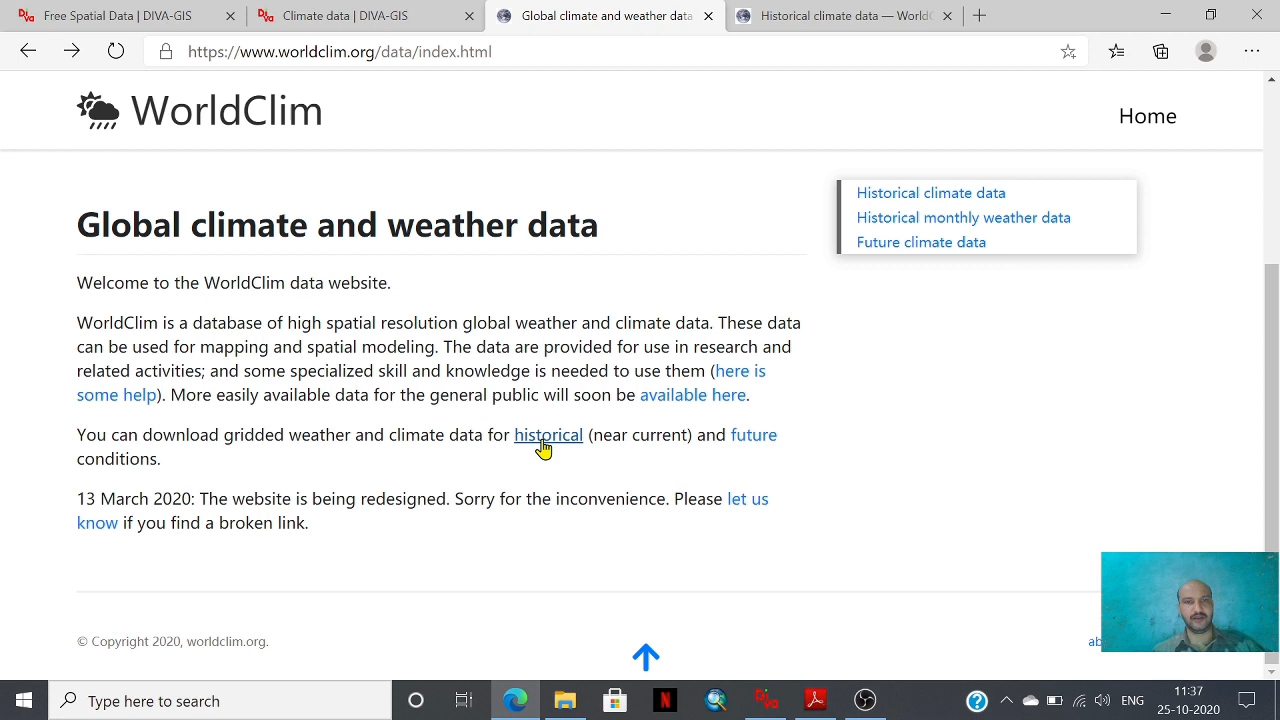 Free Spatial Data | DIVA-GIS
Data | DIVA-GIS
Global climate and weather data
Historical climate data — WorldC
https://www.worldclim.org/data/index.html
WorldClim
Home
Historical climate data
Historical monthly weather data
Future climate data
Global climate and weather data
Welcome to the WorldClim data website.
WorldClim is a database of high spatial resolution global weather and climate data. These data
can be used for mapping and spatial modeling. The data are provided for use in research and
related activities; and some specialized skill and knowledge is needed to use them (here is
some help). More easily available data for the general public will soon be available here.
You can download gridded weather and climate data for historical (near current) and future
conditions.
13 March 2020: The website is being redesigned. Sorry for the inconvenience. Please let us
know if you find a broken link.
© Copyright 2020, worldclim.org.
ab
Type here to search
ENG
11:37
25-10-2020